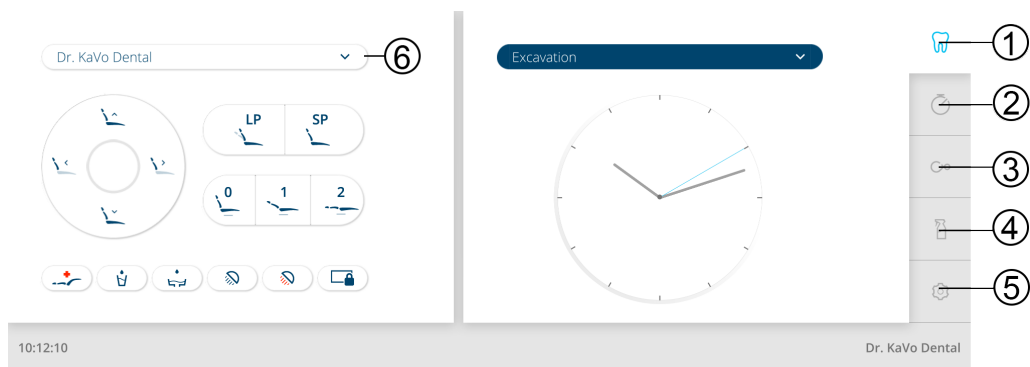 Dr. KaVo Dental
6
Excavation
1
2
LP SP
3
0 1 2
4
5
10:12:10
Dr. KaVo Dental